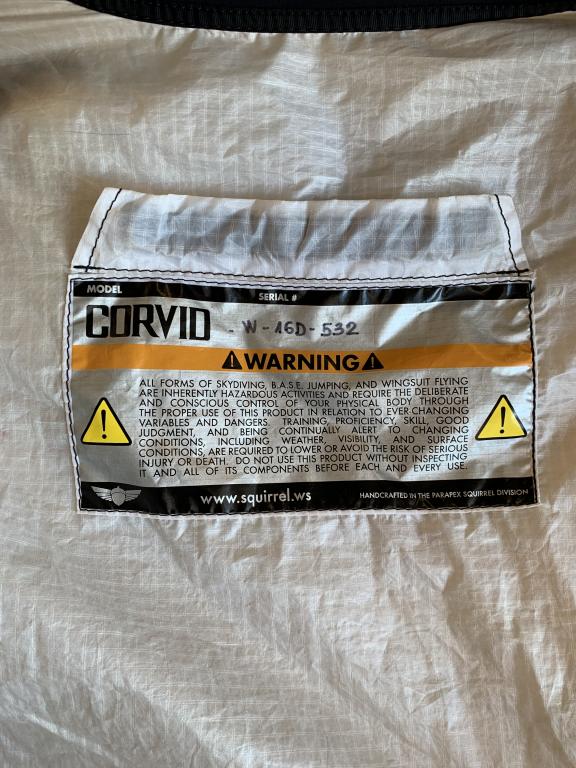 MODEL
SERIAL #
CORVID - W-16D-532
WARNING
ALL FORMS OF SKYDIVING, B.A.S.E. JUMPING, AND WINGSUIT FLYING
ARE INHERENTLY HAZARDOUS ACTIVITIES AND REQUIRE THE DELIBERATE
AND CONSCIOUS CONTROL OF YOUR PHYSICAL BODY THROUGH
THE PROPER USE OF THIS PRODUCT IN RELATION TO EVER-CHANGING
VARIABLES AND DANGERS. TRAINING, PROFICIENCY, SKILL, GOOD
JUDGMENT, AND BEING CONTINUALLY ALERT TO CHANGING
CONDITIONS, INCLUDING WEATHER, VISIBILITY, AND SURFACE
CONDITIONS, ARE REQUIRED TO LOWER OR AVOID THE RISK OF SERIOUS
INJURY OR DEATH. DO NOT USE THIS PRODUCT WITHOUT INSPECTING
IT AND ALL OF ITS COMPONENTS BEFORE EACH AND EVERY USE.
www.squirrel.ws HANDCRAFTED IN THE PARAPEX SQUIRREL DIVISION